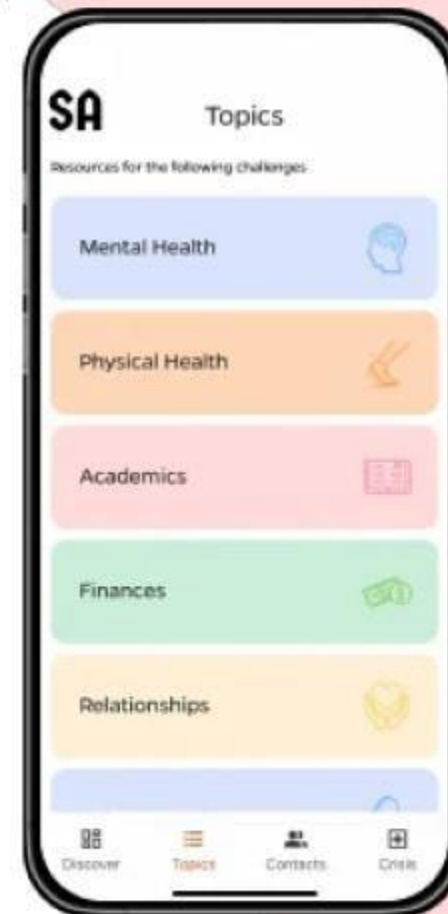 SA
Topics
Resources for the following challenges
Mental Health
Physical Health
Academics
Finances
Relationships
Discover
Topics
Contacts
Crisis